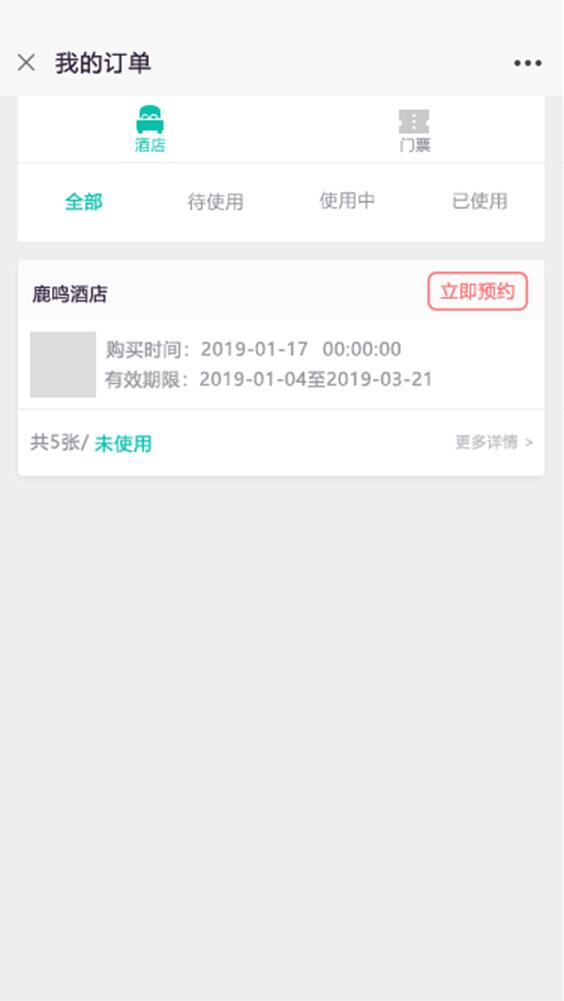 我的订单
酒店 门票
全部 待使用 使用中 已使用
鹿鸣酒店 立即预约
购买时间：2019-01-17 00:00:00
有效期限：2019-01-04至2019-03-21
共5张/ 未使用 更多详情 >